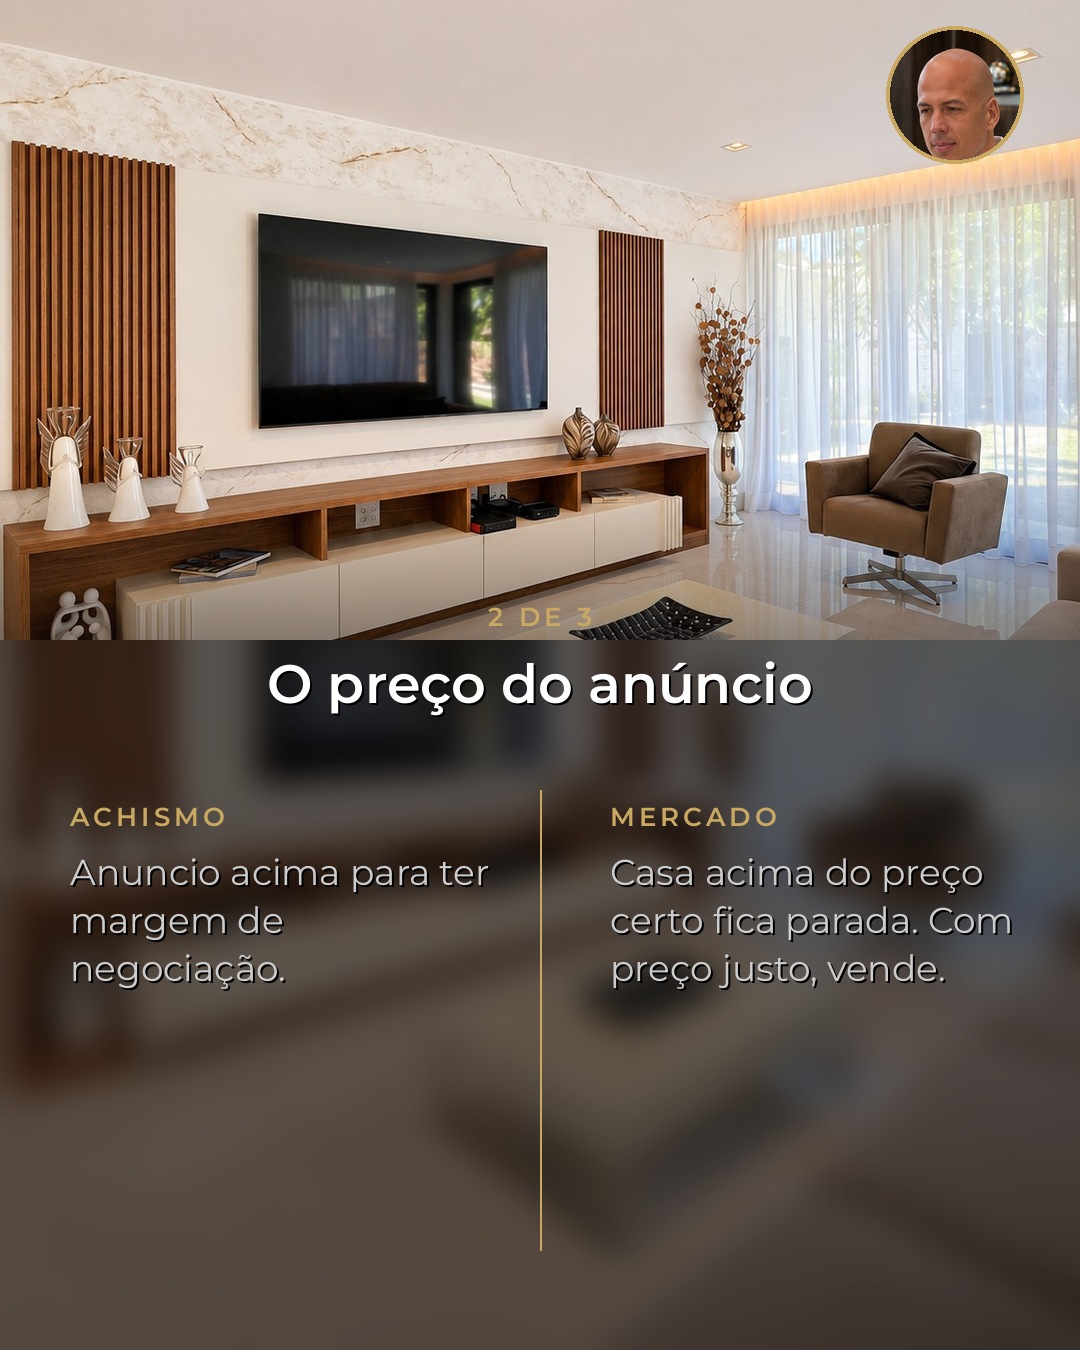 2 DE 3
O preço do anúncio
ACHISMO
Anuncio acima para ter
margem de
negociação.
MERCADO
Casa acima do preço
certo fica parada. Com
preço justo, vende.